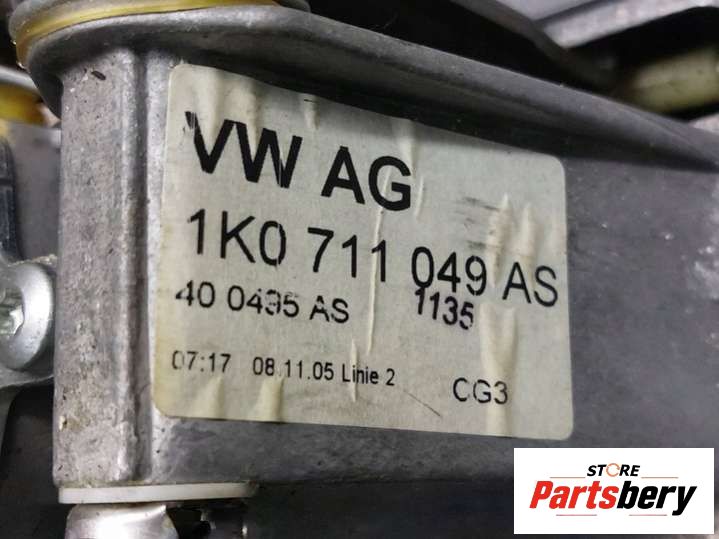 VW AG
1K0 711 049 AS
40 0495 AS 1135
07:17 08.11.05 Linie 2 CG3
STORE
Partsbery